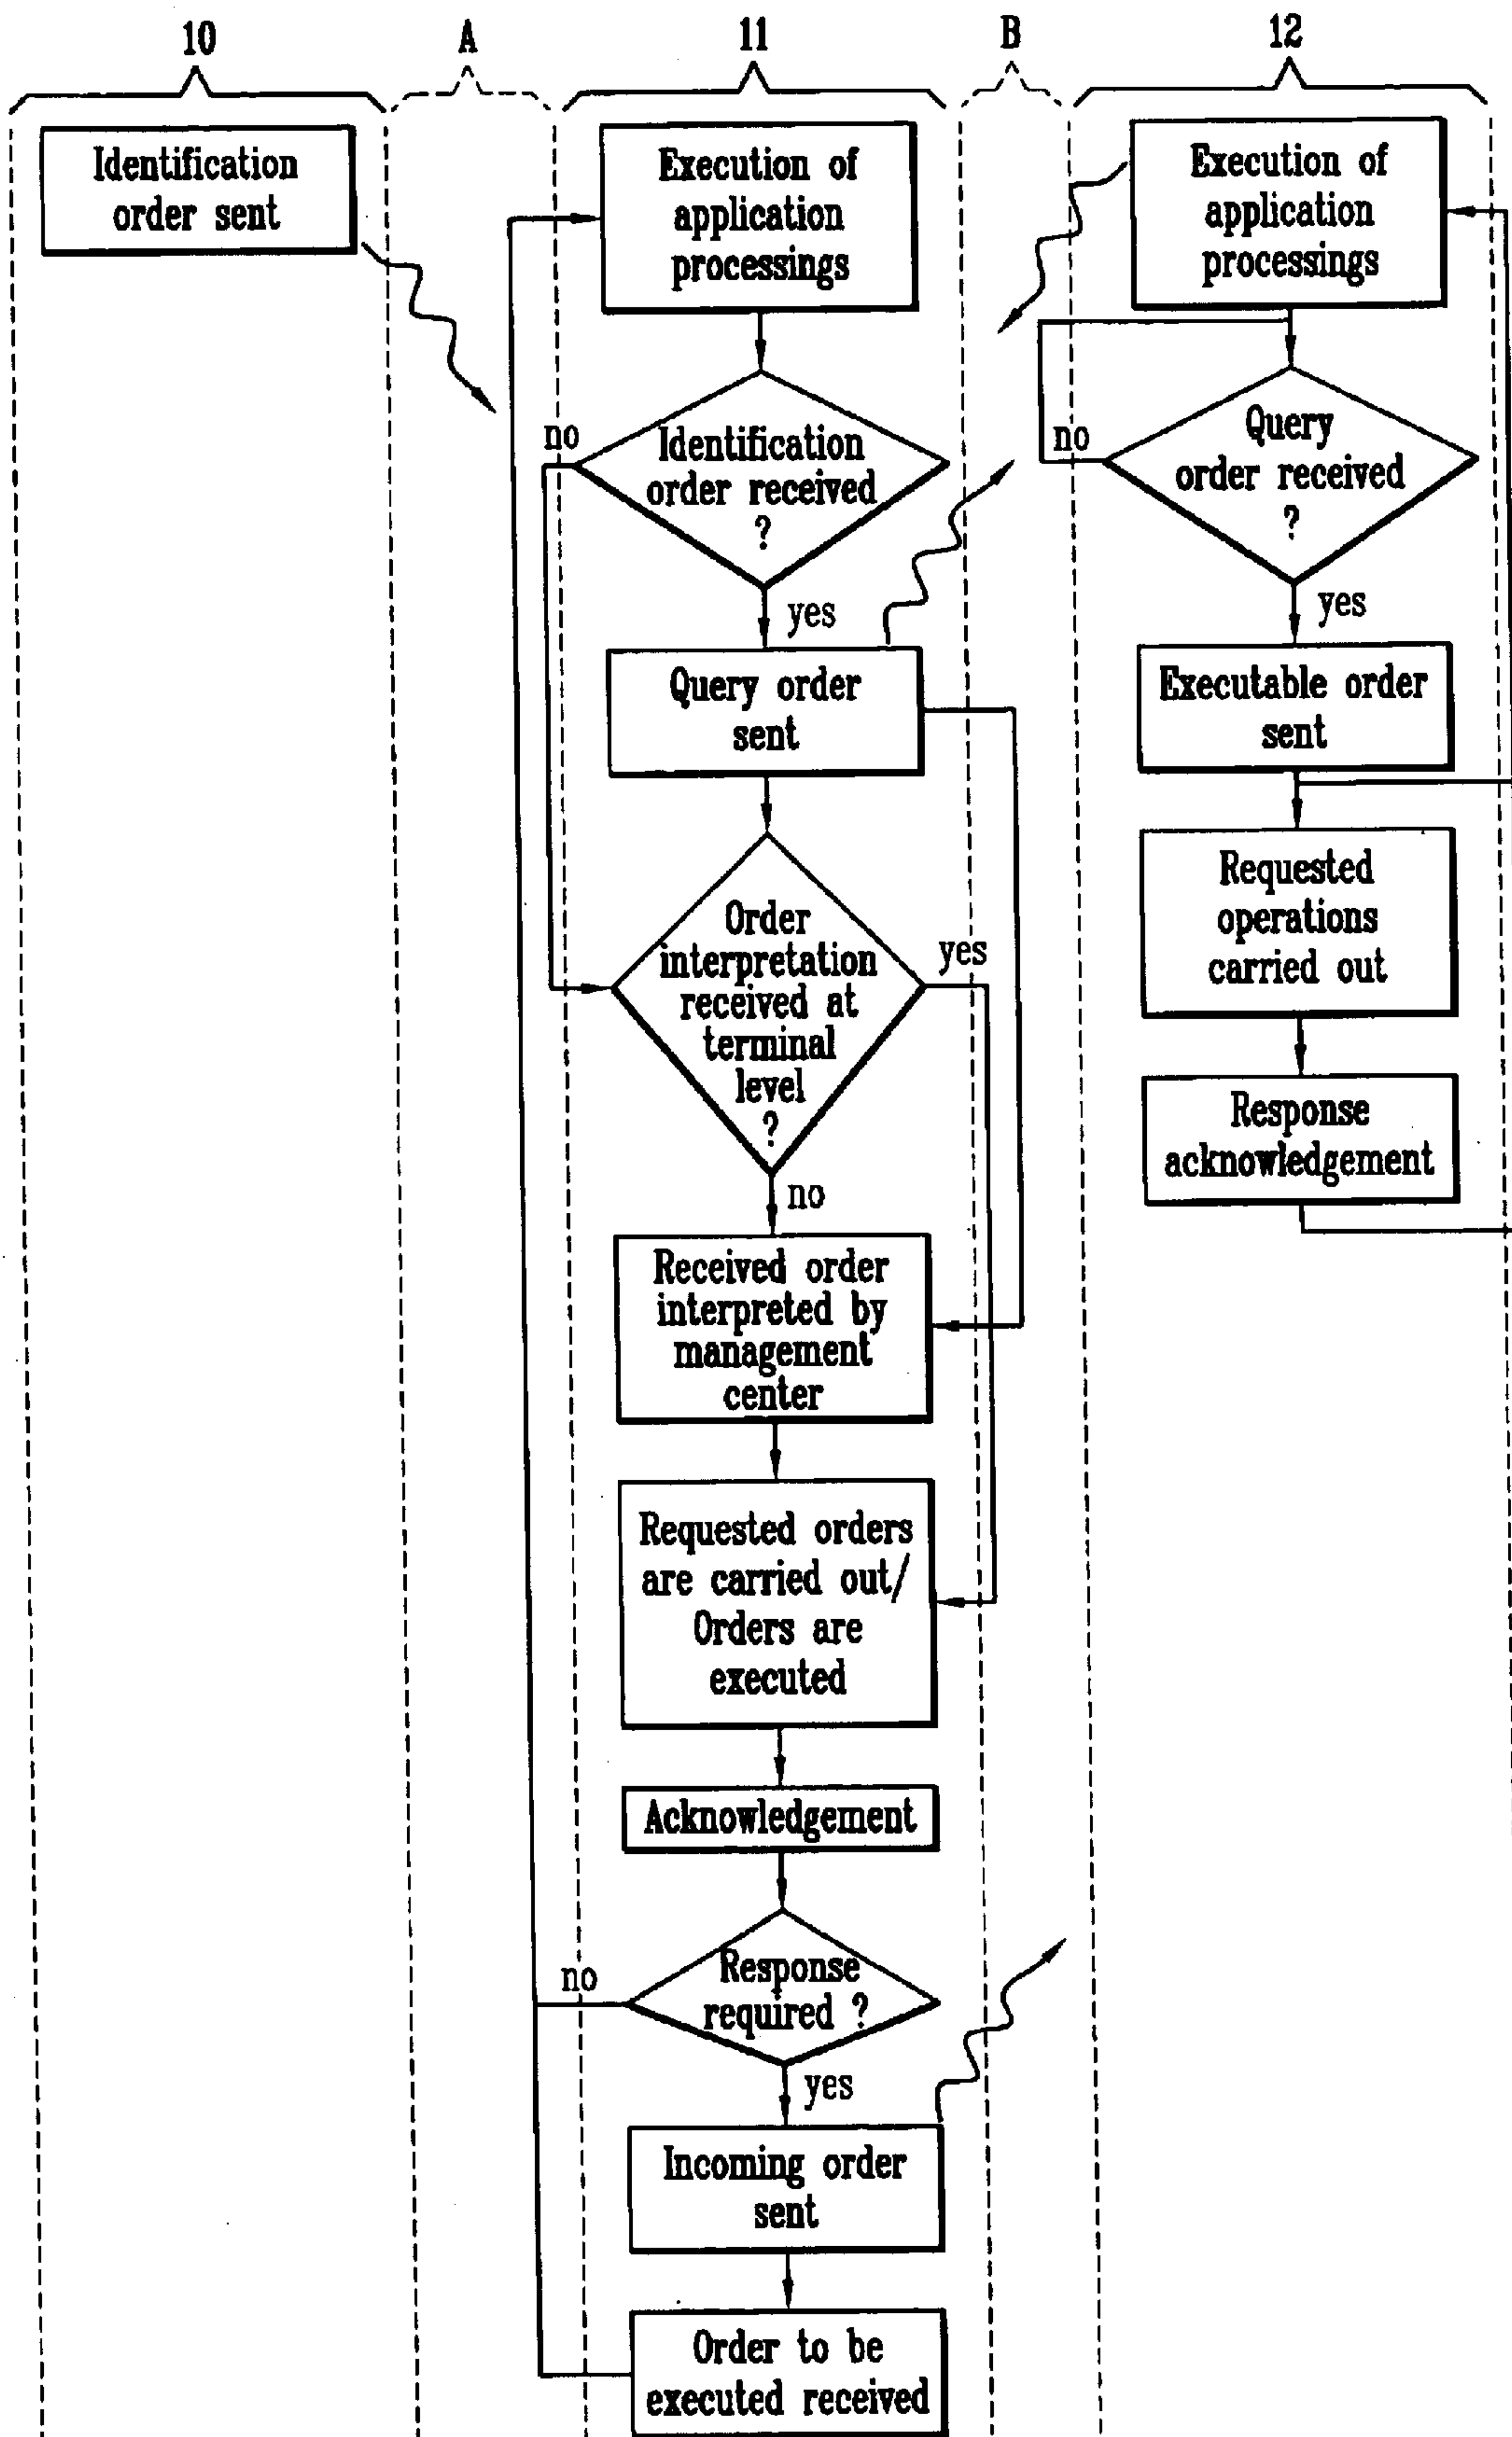 10
A
11
B
12
Identification
order sent
Execution of
application
processings
no
Identification
order received
?
yes
Query order
sent
Order
interpretation
received at
terminal
level
?
yes
no
Received order
interpreted by
management
center
Requested orders
are carried out/
Orders are
executed
Acknowledgement
Response
required ?
no
yes
Incoming order
sent
Order to be
executed received
Execution of
application
processings
no
Query
order received
?
yes
Executable order
sent
Requested
operations
carried out
Response
acknowledgement